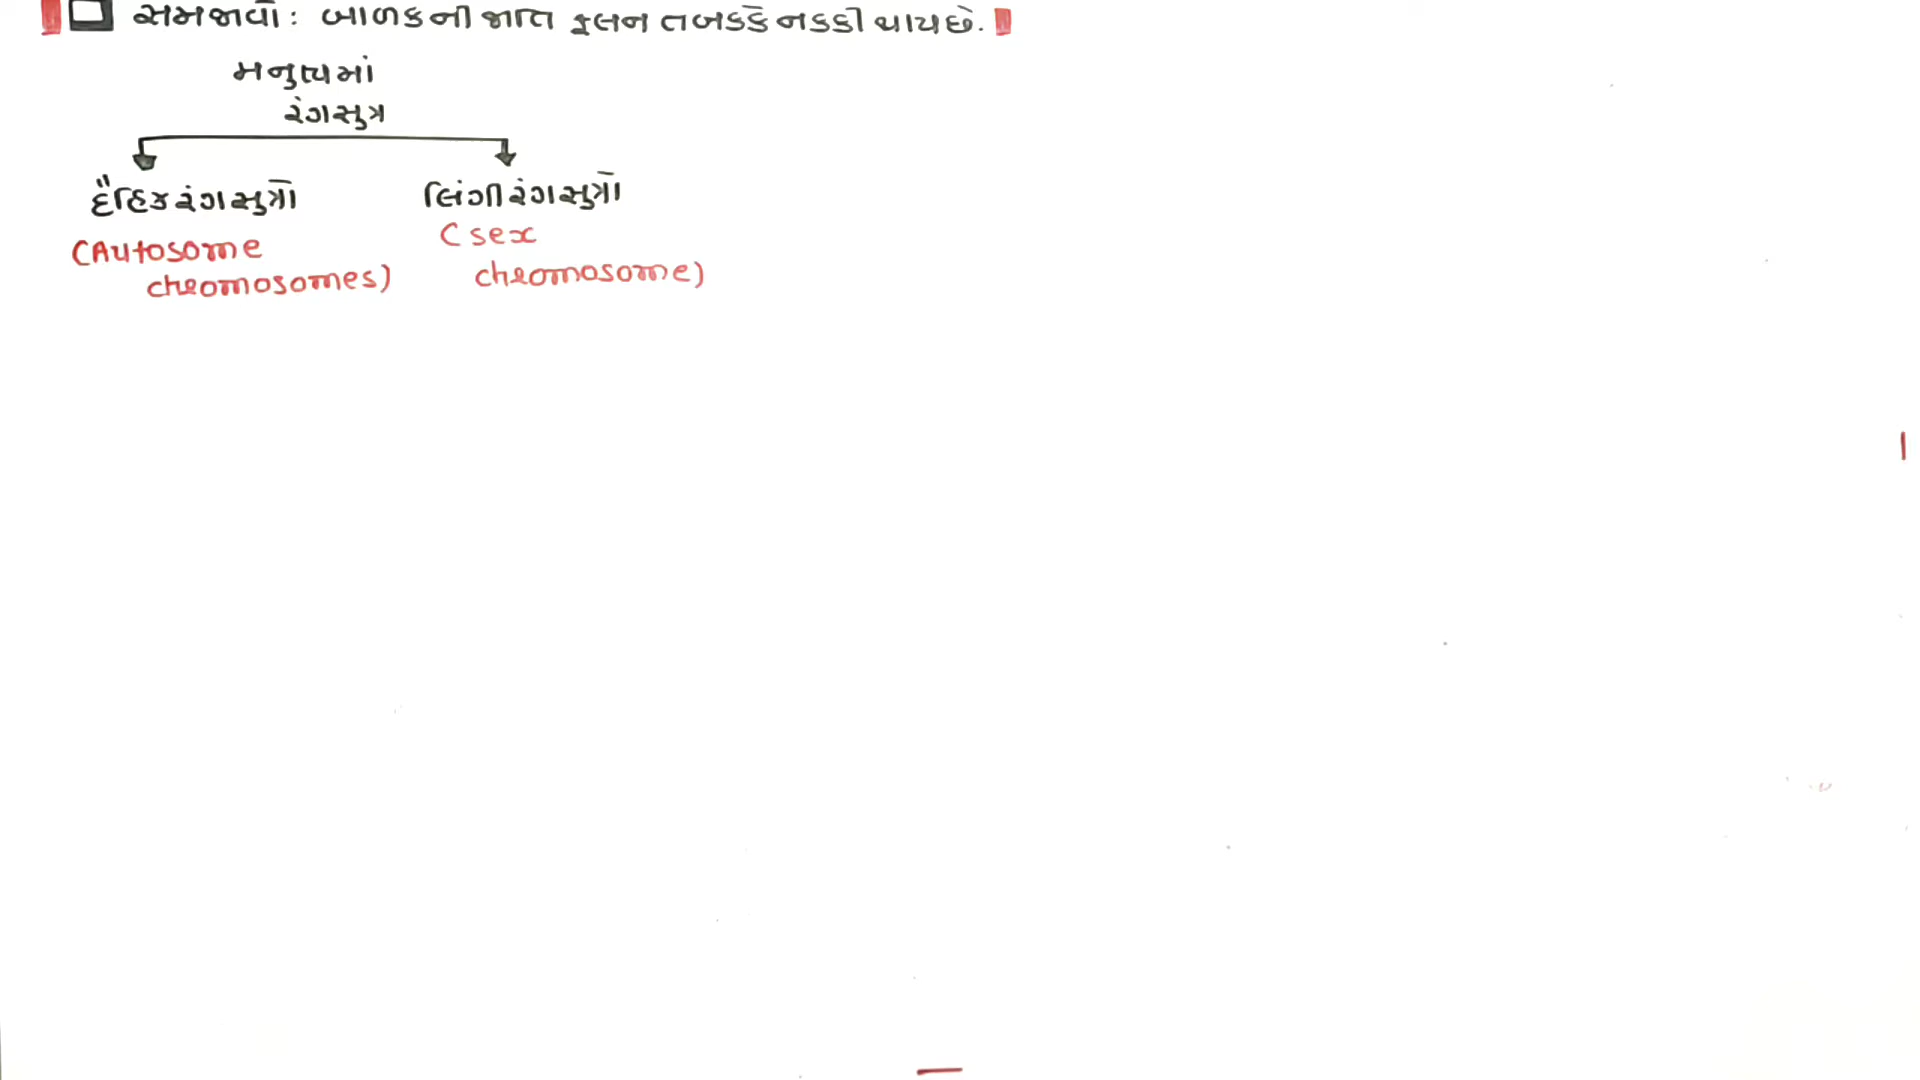 સમજાવો : બાળકની જાતિ ફલન તબક્કે નક્કી થાય છે.
મનુષ્યમાં
રંગસુત્ર
દૈહિક રંગસુત્રો
લિંગી રંગસુત્રો
(Autosome
chromosomes)
(sex
chromosome)